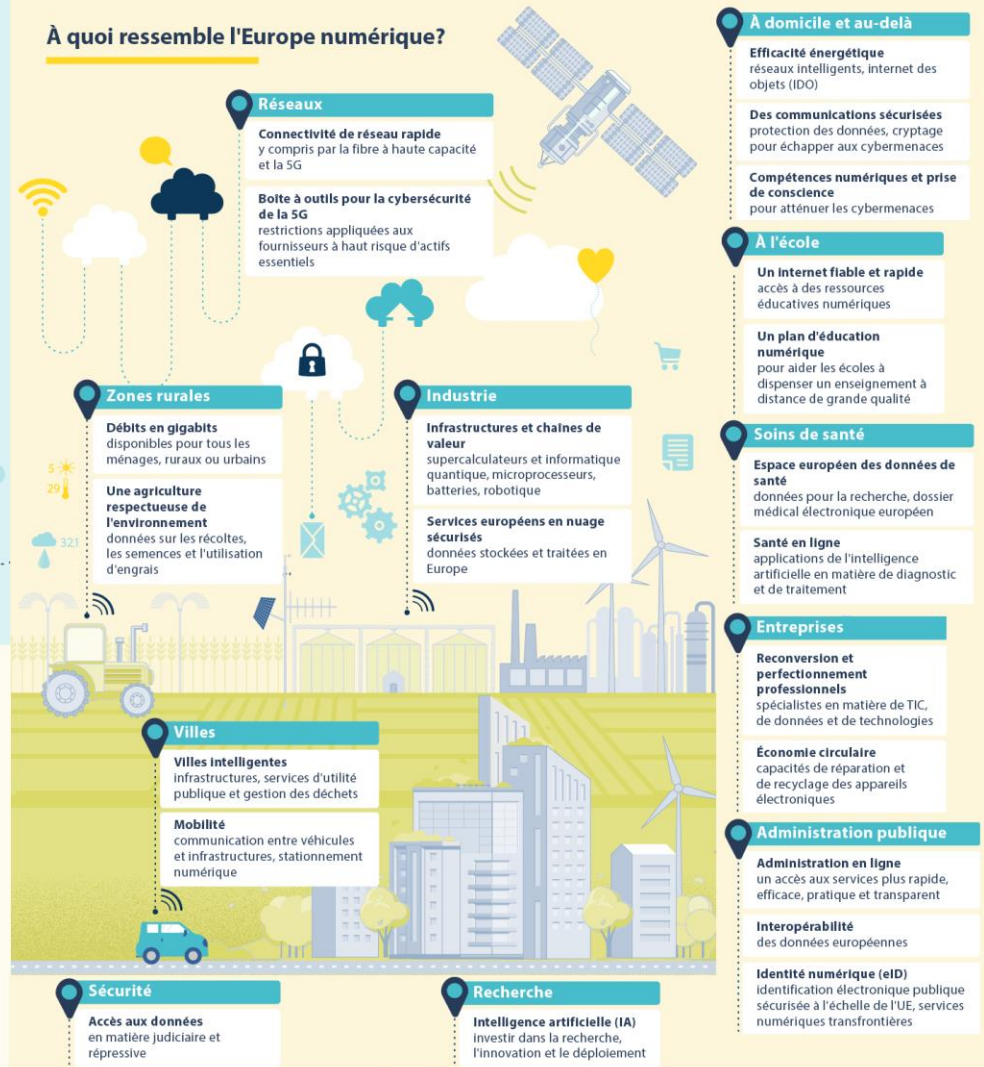 À quoi ressemble l'Europe numérique?
Réseaux
Connectivité de réseau rapide
y compris par la fibre à haute capacité
et la 5G
Boîte à outils pour la cybersécurité
de la 5G
restrictions appliquées aux
fournisseurs à haut risque d'actifs
essentiels
Zones rurales
Débits en gigabits
disponibles pour tous les
ménages, ruraux ou urbains
Une agriculture
respectueuse de
l'environnement
données sur les récoltes,
les semences et l'utilisation
d'engrais
5
29
321
Industrie
Infrastructures et chaînes de
valeur
supercalculateurs et informatique
quantique, microprocesseurs,
batteries, robotique
Services européens en nuage
sécurisés
données stockées et traitées en
Europe
Villes
Villes intelligentes
infrastructures, services d'utilité
publique et gestion des déchets
Mobilité
communication entre véhicules
et infrastructures, stationnement
numérique
Sécurité
Accès aux données
en matière judiciaire et
répressive
Recherche
Intelligence artificielle (IA)
investir dans la recherche,
l'innovation et le déploiement
À domicile et au-delà
Efficacité énergétique
réseaux intelligents, internet des
objets (IDO)
Des communications sécurisées
protection des données, cryptage
pour échapper aux cybermenaces
Compétences numériques et prise
de conscience
pour atténuer les cybermenaces
À l'école
Un internet fiable et rapide
accès à des ressources
éducatives numériques
Un plan d'éducation
numérique
pour aider les écoles à
dispenser un enseignement à
distance de grande qualité
Soins de santé
Espace européen des données de
santé
données pour la recherche, dossier
médical électronique européen
Santé en ligne
applications de l'intelligence
artificielle en matière de diagnostic
et de traitement
Entreprises
Reconversion et
perfectionnement
professionnels
spécialistes en matière de TIC,
de données et de technologies
Économie circulaire
capacités de réparation et
de recyclage des appareils
électroniques
Administration publique
Administration en ligne
un accès aux services plus rapide,
efficace, pratique et transparent
Interopérabilité
des données européennes
Identité numérique (eID)
identification électronique publique
sécurisée à l'échelle de l'UE, services
numériques transfrontières